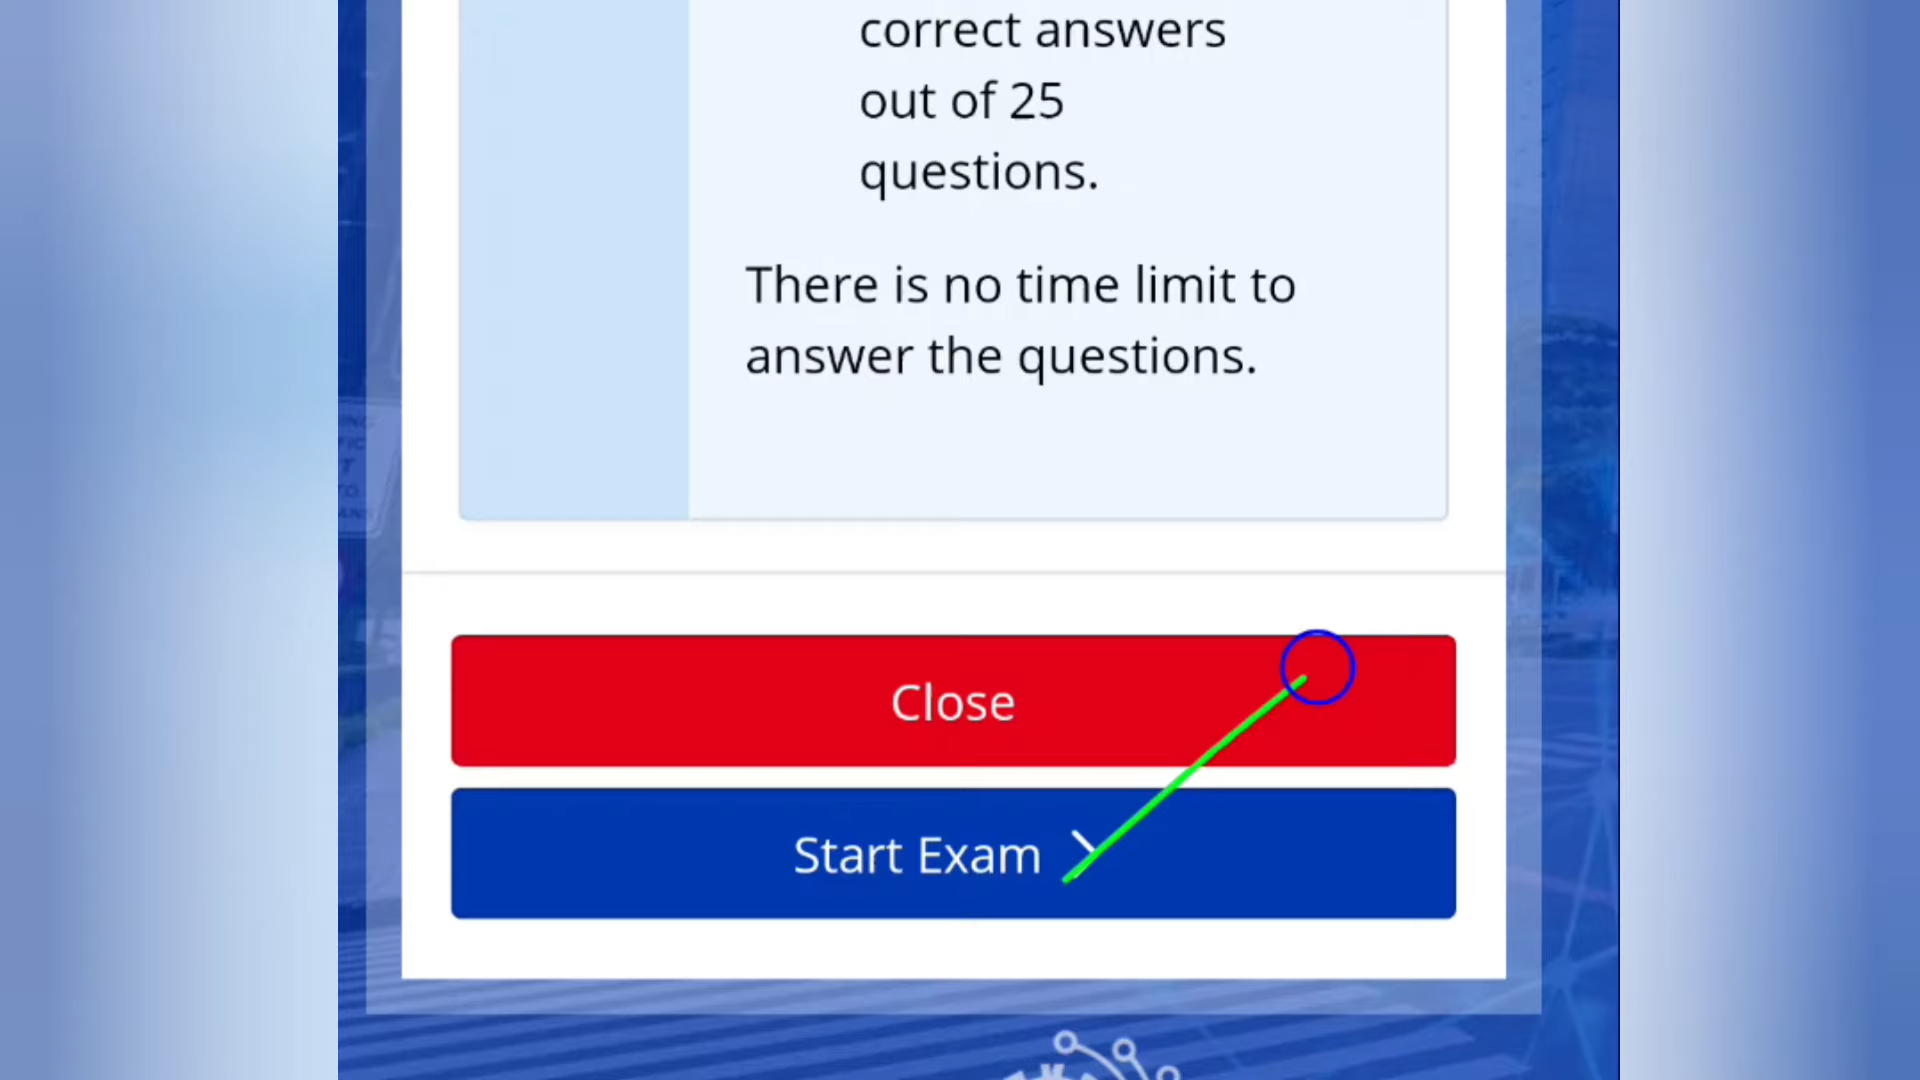 correct answers
out of 25
questions.
There is no time limit to
answer the questions.
Close
Start Exam